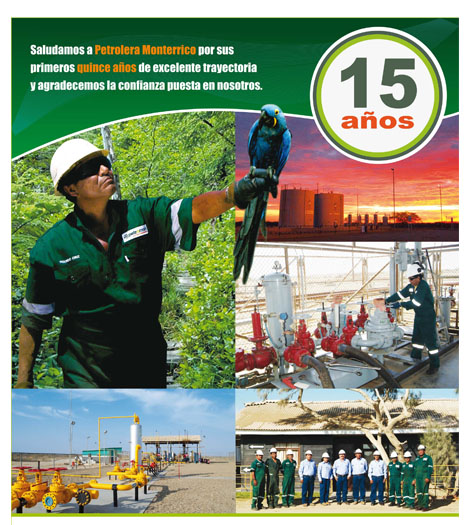 Saludamos a Petrolera Monterrico por sus
primeros quince años de excelente trayectoria
y agradecemos la confianza puesta en nosotros.
15
años